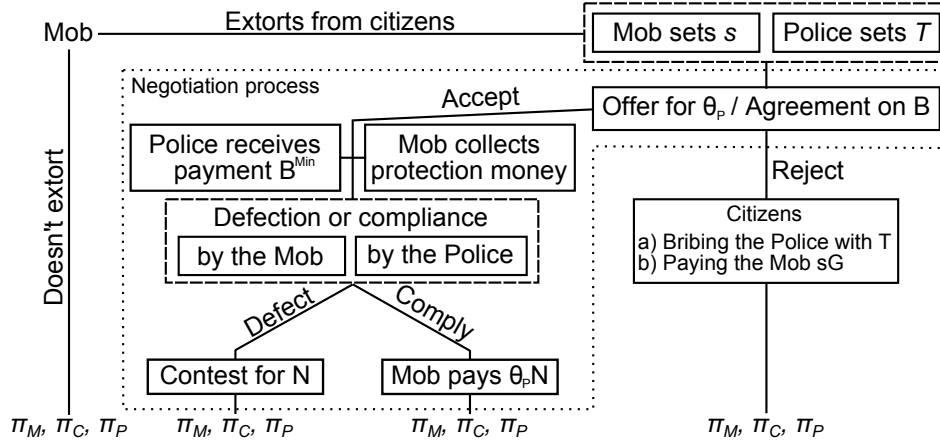 Mob
Extorts from citizens
Mob sets s
Police sets T
Negotiation process
Accept
Offer for θP / Agreement on B
Police receives
payment B^Min
Mob collects
protection money
Reject
Doesn't extort
Defection or compliance
by the Mob
by the Police
Citizens
a) Bribing the Police with T
b) Paying the Mob sG
Defect
Comply
Contest for N
Mob pays θPN
πM, πC, πP
πM, πC, πP
πM, πC, πP
πM, πC, πP